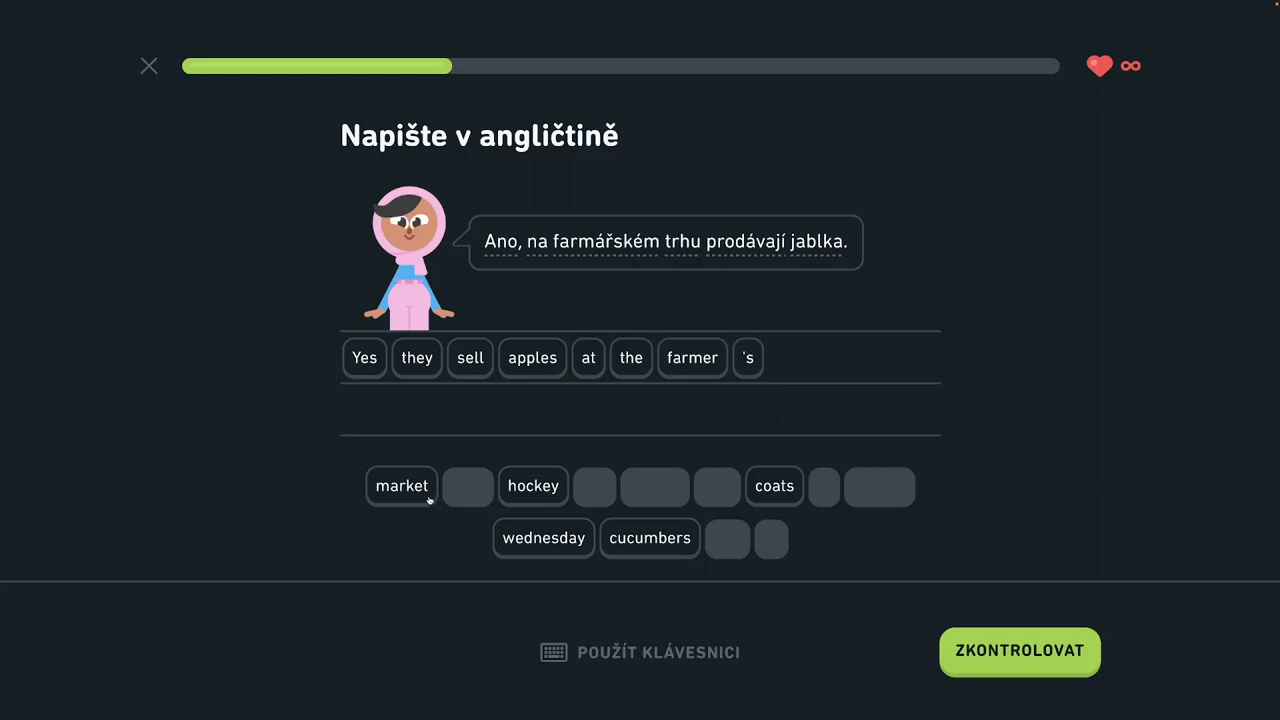 ∞
Napište v angličtině
Ano, na farmářském trhu prodávají jablka.
Yes they sell apples at the farmer 's
market hockey coats
wednesday cucumbers
POUŽÍT KLÁVESNICI
ZKONTROLOVAT